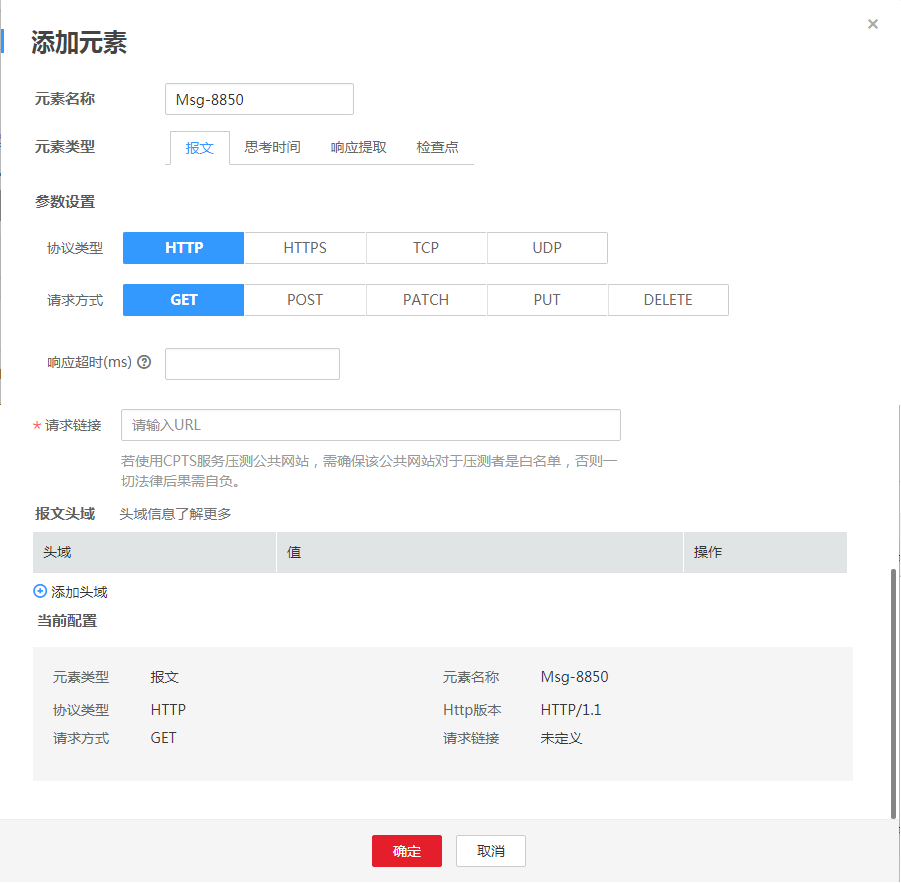 添加元素
元素名称 Msg-8850
元素类型 报文 思考时间 响应提取 检查点
参数设置
协议类型 HTTP HTTPS TCP UDP
请求方式 GET POST PATCH PUT DELETE
响应超时(ms) ?
* 请求链接 请输入URL
若使用CPTS服务压测公共网站，需确保该公共网站对于压测者是白名单，否则一
切法律后果需自负。
报文头域 头域信息了解更多
头域 值 操作
添加头域
当前配置
元素类型 报文 元素名称 Msg-8850
协议类型 HTTP Http版本 HTTP/1.1
请求方式 GET 请求链接 未定义
确定 取消